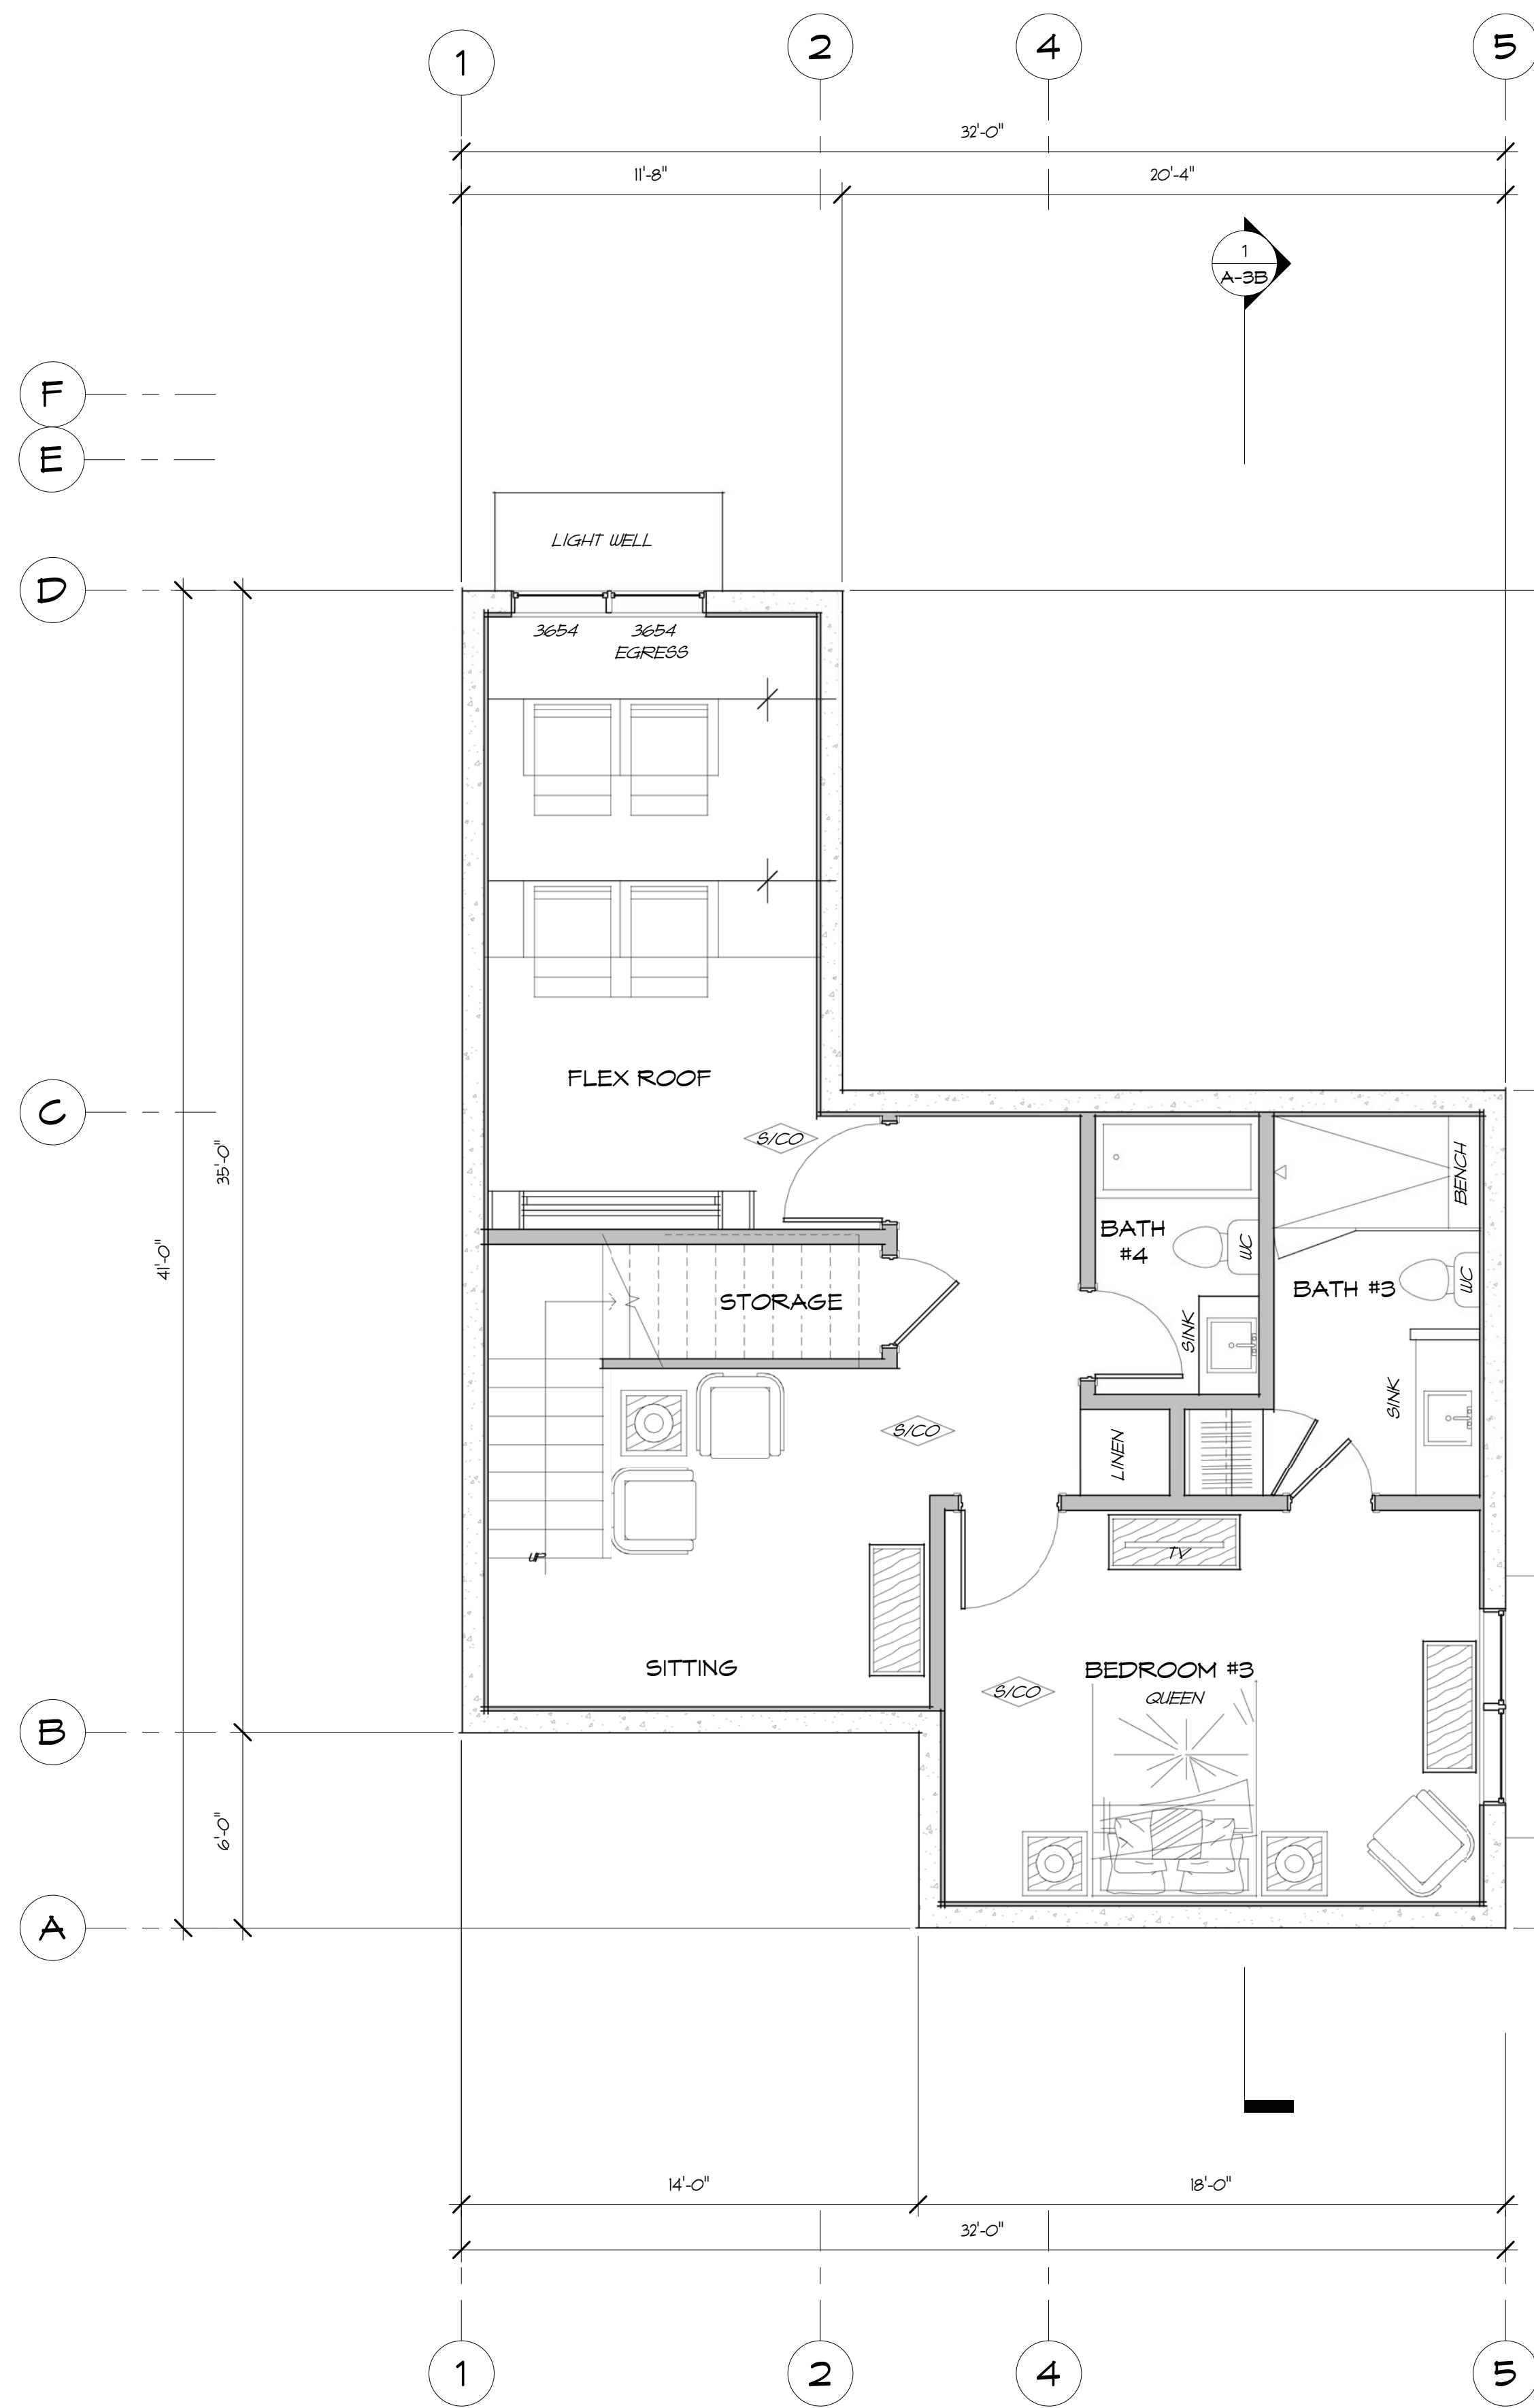 1
2
4
5
32'-0"
11'-8"
20'-4"
1
A-3B
F
E
LIGHT WELL
D
3654
3654
EGRESS
FLEX ROOF
C
S/CO
35'-0"
BENCH
BATH
#4
WC
41'-0"
WC
BATH #3
STORAGE
SINK
SINK
S/CO
LINEN
UP
TV
SITTING
BEDROOM #3
QUEEN
S/CO
B
6'-0"
A
14'-0"
18'-0"
32'-0"
1
2
4
5